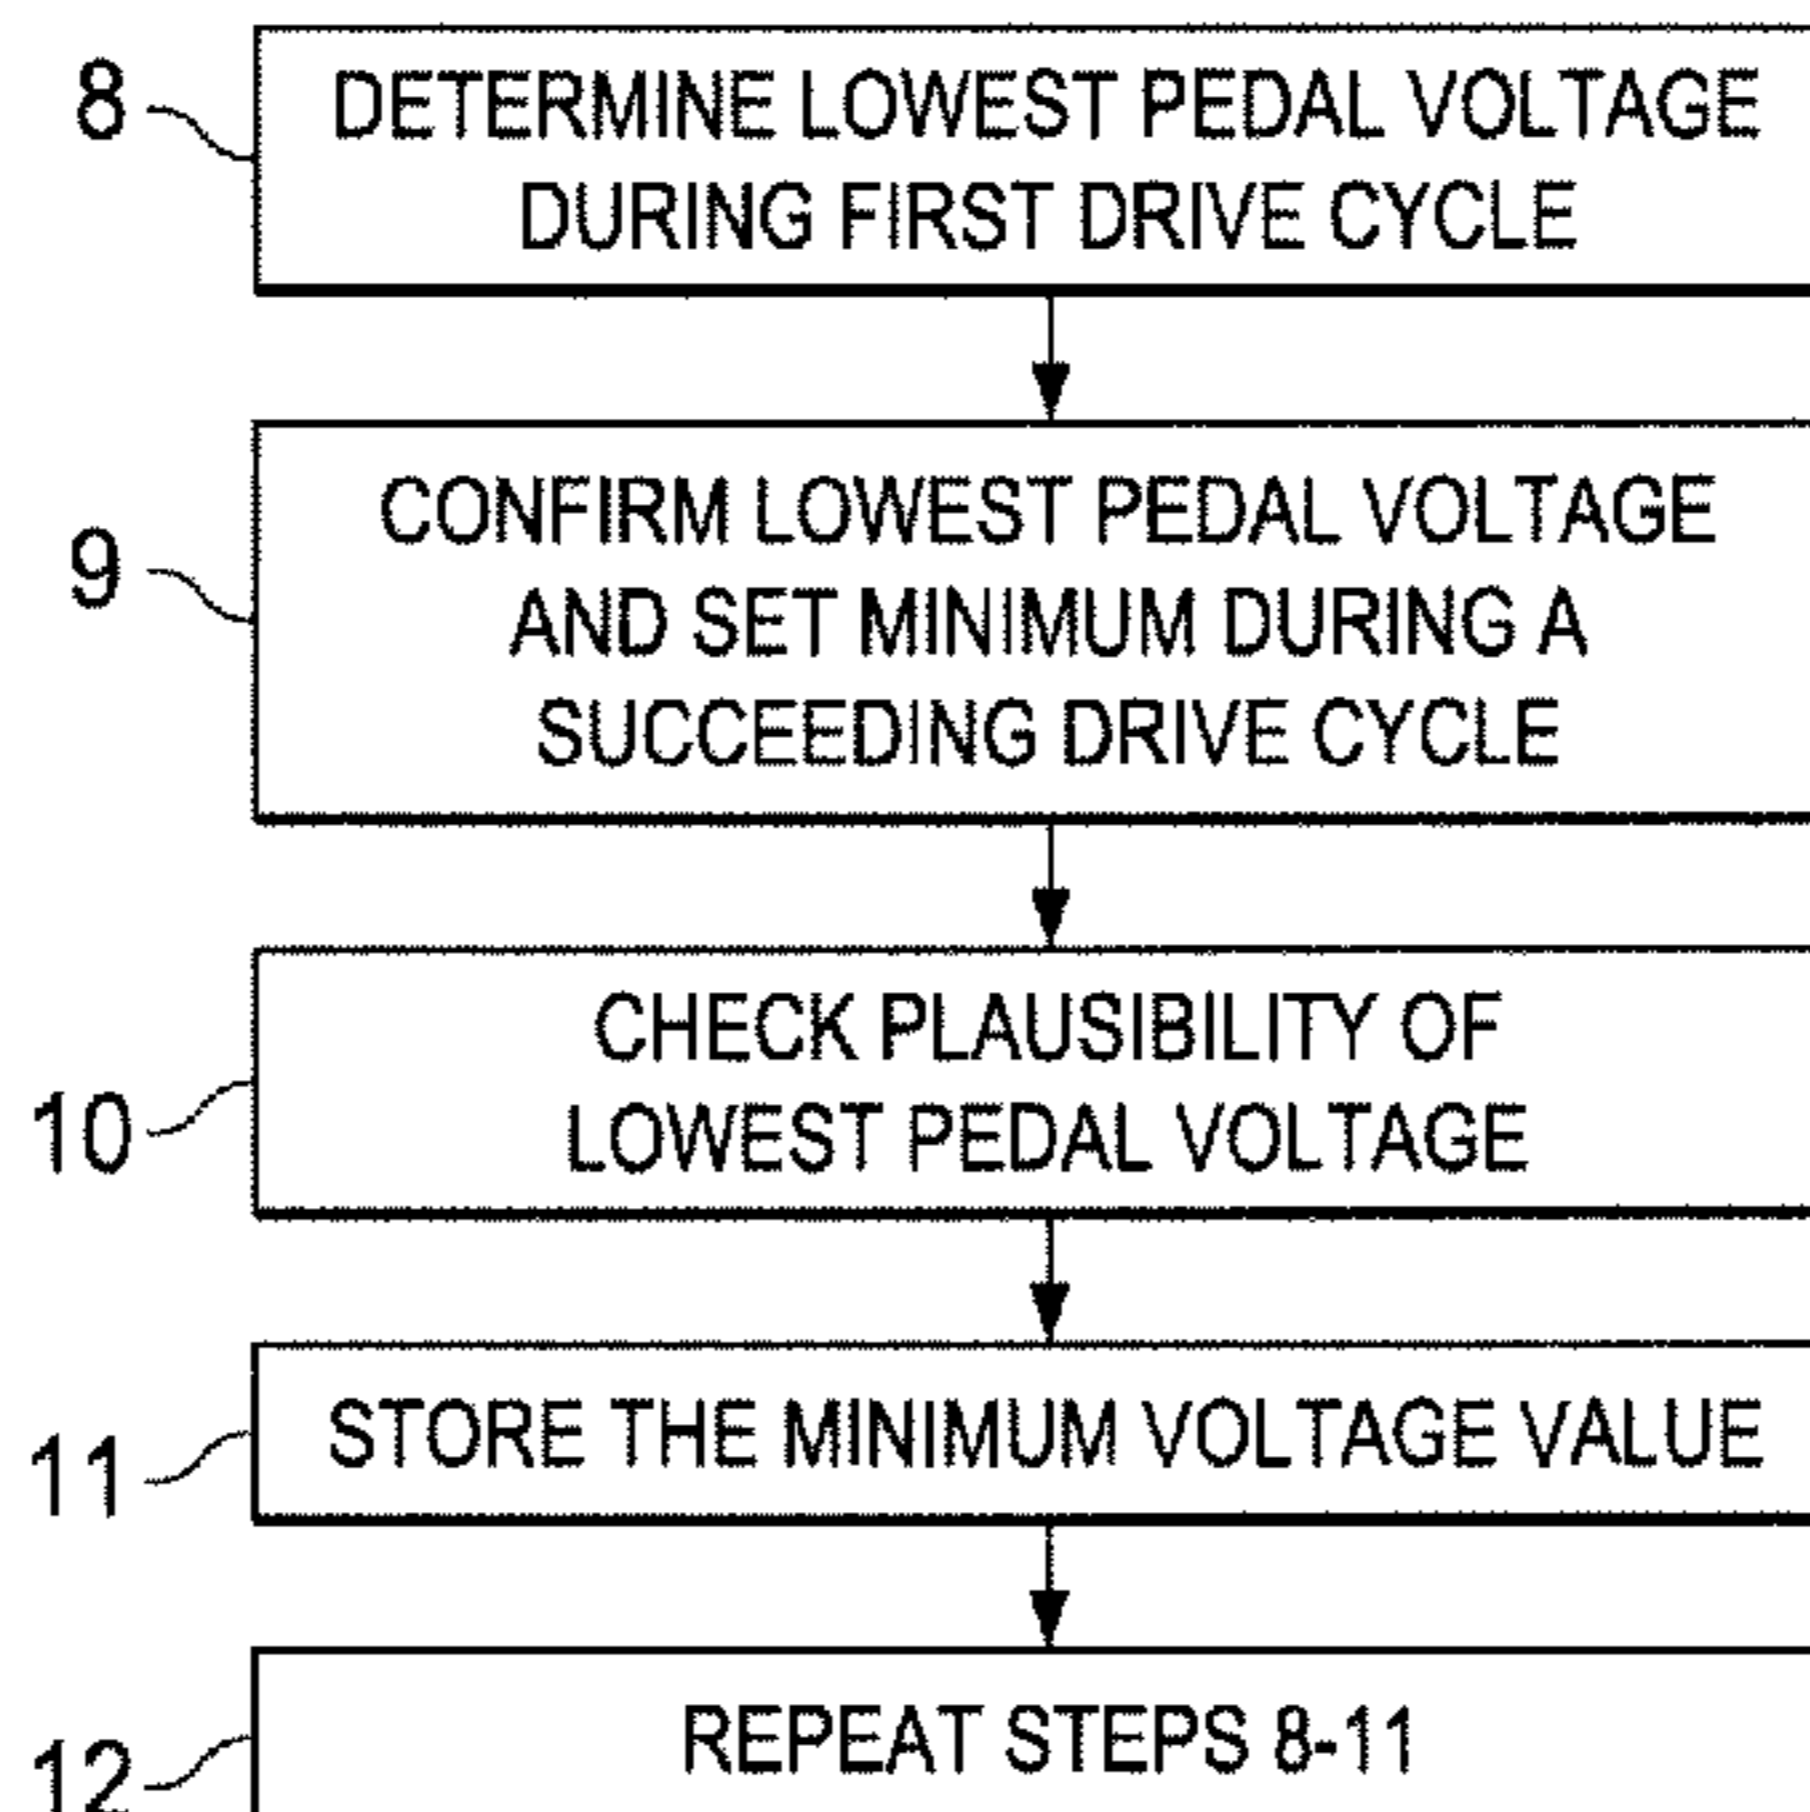 8
DETERMINE LOWEST PEDAL VOLTAGE
DURING FIRST DRIVE CYCLE
9
CONFIRM LOWEST PEDAL VOLTAGE
AND SET MINIMUM DURING A
SUCCEEDING DRIVE CYCLE
10
CHECK PLAUSIBILITY OF
LOWEST PEDAL VOLTAGE
11
STORE THE MINIMUM VOLTAGE VALUE
12
REPEAT STEPS 8-11